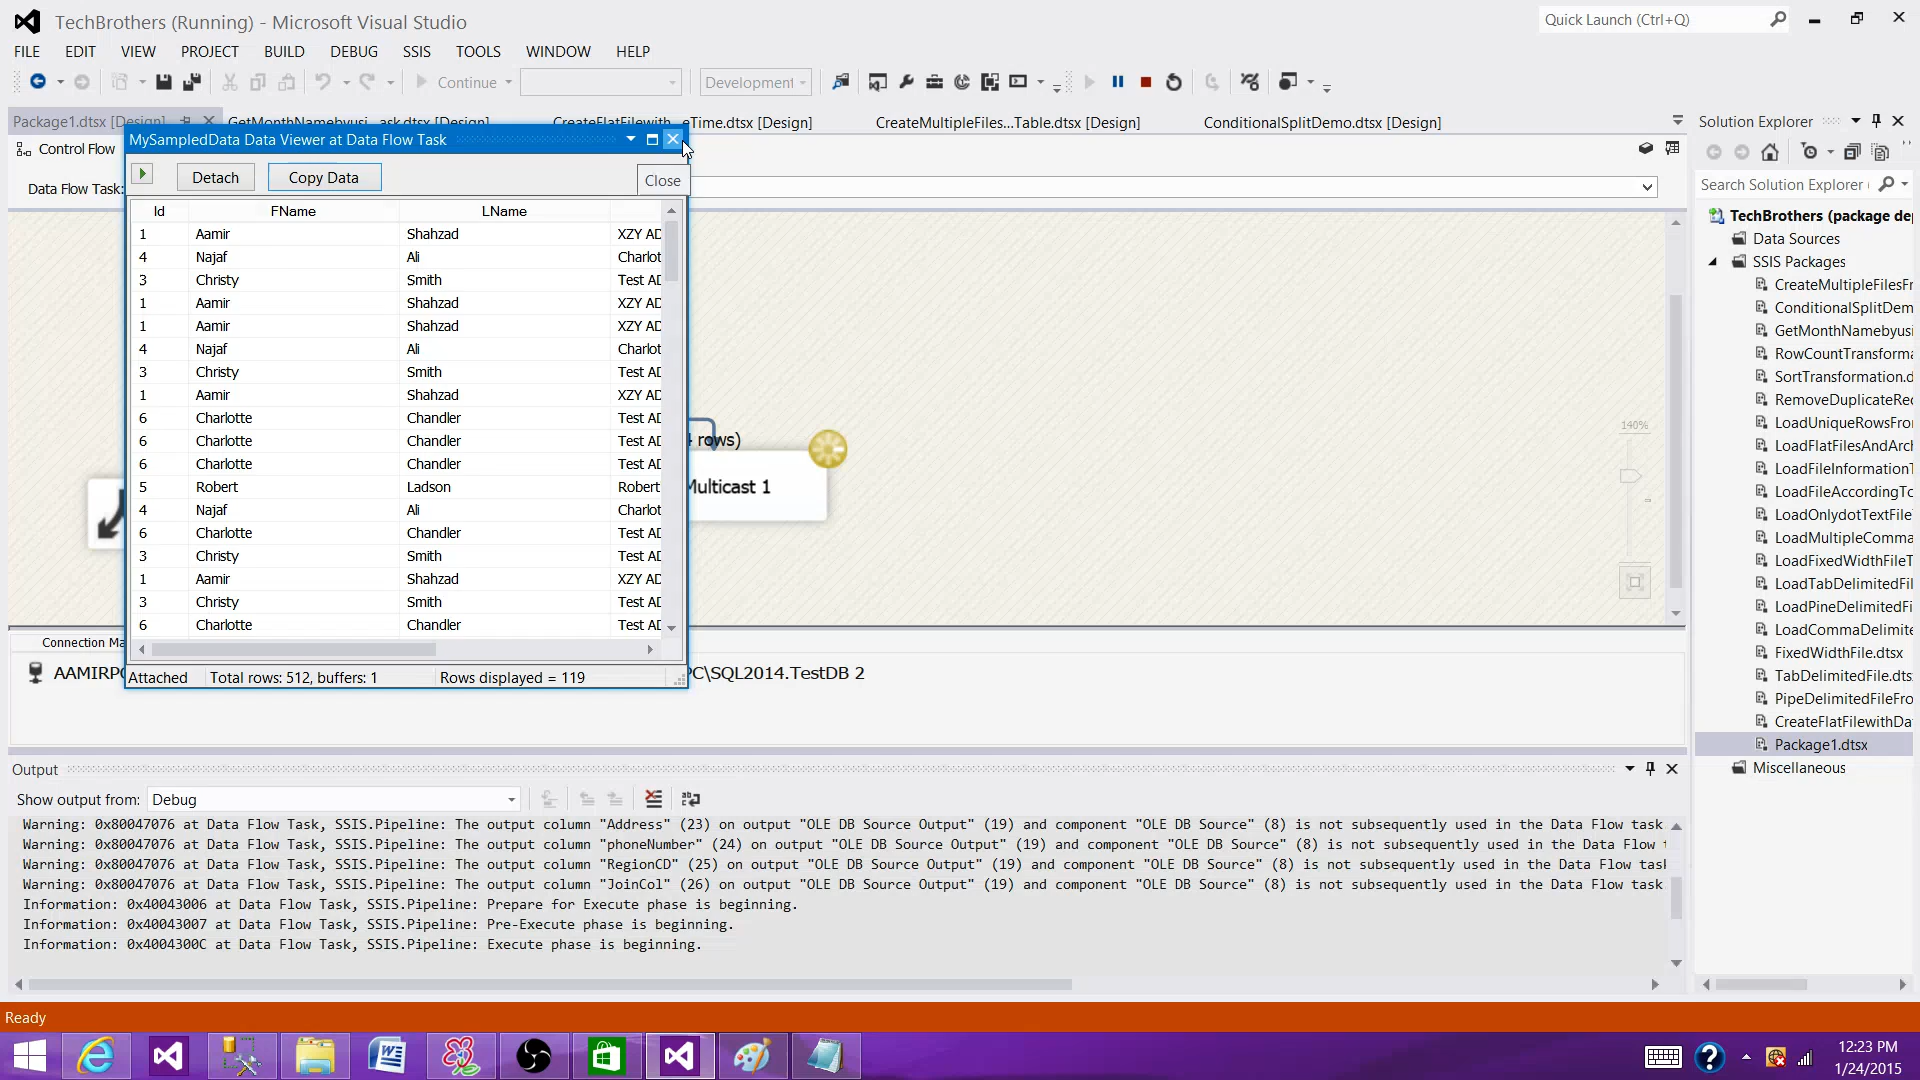 TechBrothers (Running) - Microsoft Visual Studio
Quick Launch (Ctrl+Q)
FILE EDIT VIEW PROJECT BUILD DEBUG SSIS TOOLS WINDOW HELP
Continue
Development
Package1.dtsx [Design]
CreateFlatFilewith...eTime.dtsx [Design]
CreateMultipleFiles...Table.dtsx [Design]
ConditionalSplitDemo.dtsx [Design]
Control Flow
Data Flow Task:
MySampledData Data Viewer at Data Flow Task
Detach
Copy Data
Close
Id FName LName
1 Aamir Shahzad XZY AD
4 Najaf Ali Charlot
3 Christy Smith Test AD
1 Aamir Shahzad XZY AD
1 Aamir Shahzad XZY AD
4 Najaf Ali Charlot
3 Christy Smith Test AD
1 Aamir Shahzad XZY AD
6 Charlotte Chandler Test AD
6 Charlotte Chandler Test AD
6 Charlotte Chandler Test AD
5 Robert Ladson Robert
4 Najaf Ali Charlot
6 Charlotte Chandler Test AD
3 Christy Smith Test AD
1 Aamir Shahzad XZY AD
3 Christy Smith Test AD
6 Charlotte Chandler Test AD
Attached Total rows: 512, buffers: 1 Rows displayed = 119
rows)
Multicast 1
140%
Connection Ma
AAMIRPC
PC\SQL2014.TestDB 2
Output
Show output from: Debug
Warning: 0x80047076 at Data Flow Task, SSIS.Pipeline: The output column "Address" (23) on output "OLE DB Source Output" (19) and component "OLE DB Source" (8) is not subsequently used in the Data Flow task
Warning: 0x80047076 at Data Flow Task, SSIS.Pipeline: The output column "phoneNumber" (24) on output "OLE DB Source Output" (19) and component "OLE DB Source" (8) is not subsequently used in the Data Flow
Warning: 0x80047076 at Data Flow Task, SSIS.Pipeline: The output column "RegionCD" (25) on output "OLE DB Source Output" (19) and component "OLE DB Source" (8) is not subsequently used in the Data Flow task
Warning: 0x80047076 at Data Flow Task, SSIS.Pipeline: The output column "JoinCol" (26) on output "OLE DB Source Output" (19) and component "OLE DB Source" (8) is not subsequently used in the Data Flow task
Information: 0x40043006 at Data Flow Task, SSIS.Pipeline: Prepare for Execute phase is beginning.
Information: 0x40043007 at Data Flow Task, SSIS.Pipeline: Pre-Execute phase is beginning.
Information: 0x4004300C at Data Flow Task, SSIS.Pipeline: Execute phase is beginning.
Ready
Solution Explorer
Search Solution Explorer (
TechBrothers (package dep
Data Sources
SSIS Packages
CreateMultipleFilesFr
ConditionalSplitDem
GetMonthNamebyusi
RowCountTransforma
SortTransformation.d
RemoveDuplicateRec
LoadUniqueRowsFro
LoadFlatFilesAndArch
LoadFileInformationT
LoadFileAccordingTo
LoadOnlydotTextFile
LoadMultipleComma
LoadFixedWidthFileT
LoadTabDelimitedFil
LoadPineDelimitedFi
LoadCommaDelimite
FixedWidthFile.dtsx
TabDelimitedFile.dts
PipeDelimitedFileFro
CreateFlatFilewithDa
Package1.dtsx
Miscellaneous
12:23 PM
1/24/2015